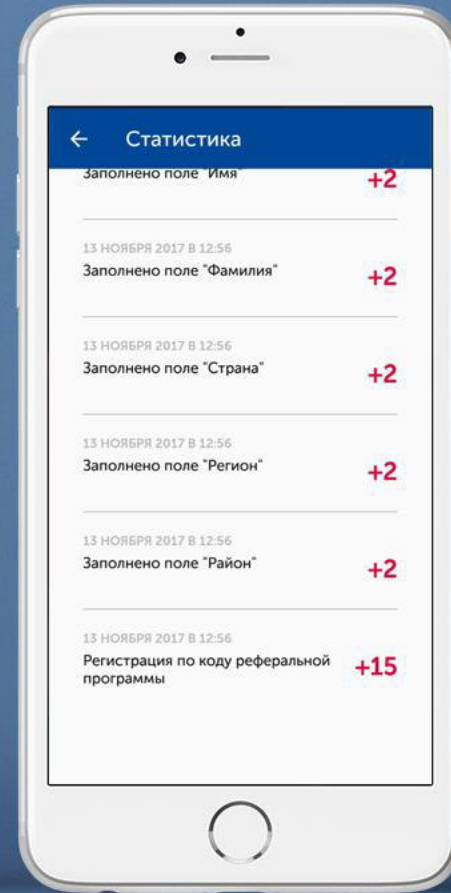 Статистика
Заполнено поле "Имя"
+2
13 НОЯБРЯ 2017 В 12:56
Заполнено поле "Фамилия"
+2
13 НОЯБРЯ 2017 В 12:56
Заполнено поле "Страна"
+2
13 НОЯБРЯ 2017 В 12:56
Заполнено поле "Регион"
+2
13 НОЯБРЯ 2017 В 12:56
Заполнено поле "Район"
+2
13 НОЯБРЯ 2017 В 12:56
Регистрация по коду реферальной
программы
+15